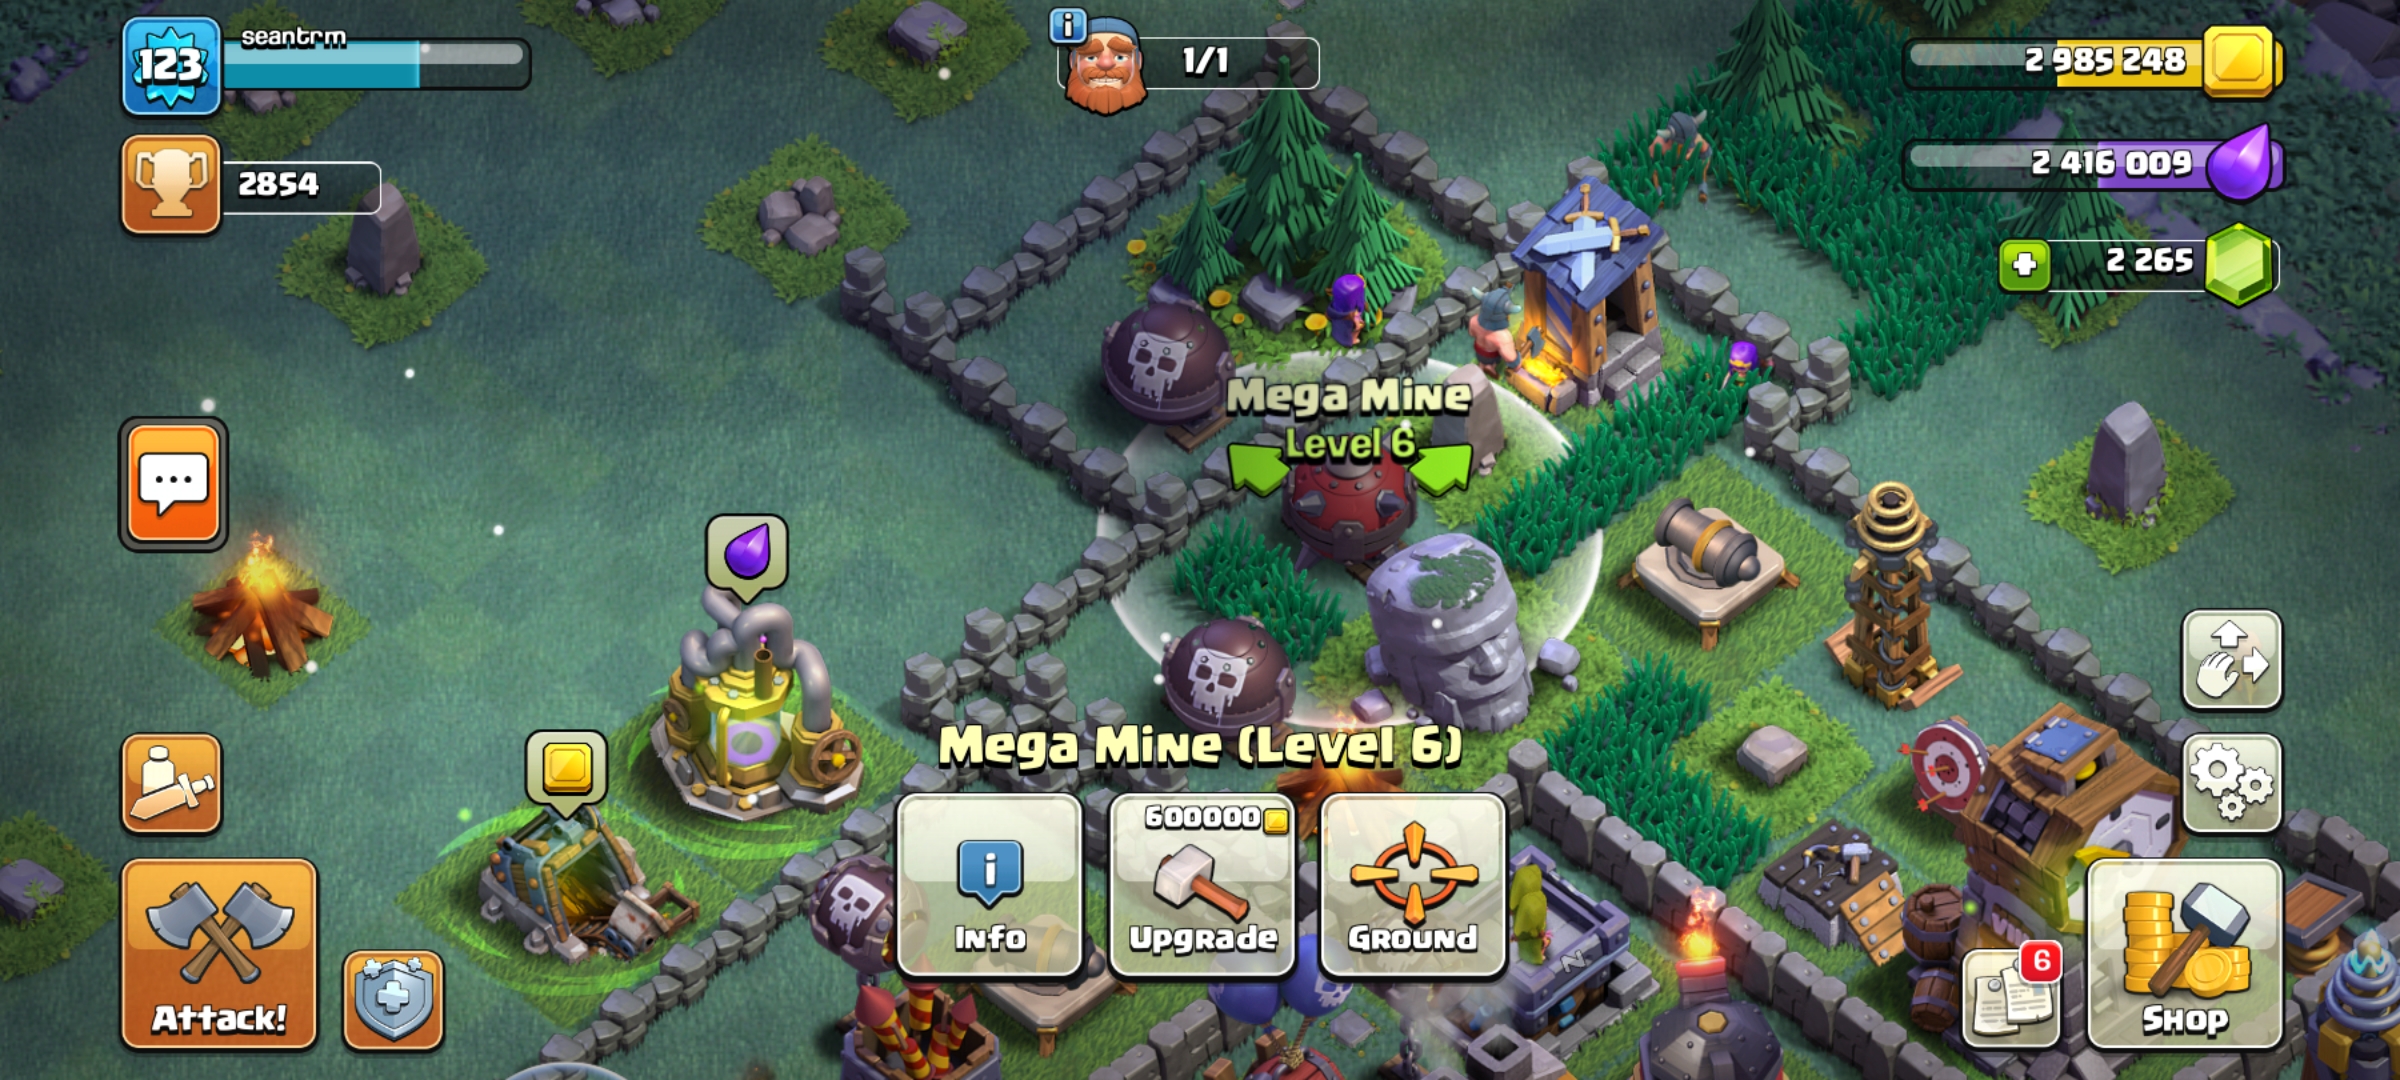 123
seantrm
1/1
2 985 248
2854
2 416 009
2 265
Mega Mine
Level 6
Mega Mine (Level 6)
600000
Info
Upgrade
Ground
6
Attack!
Shop